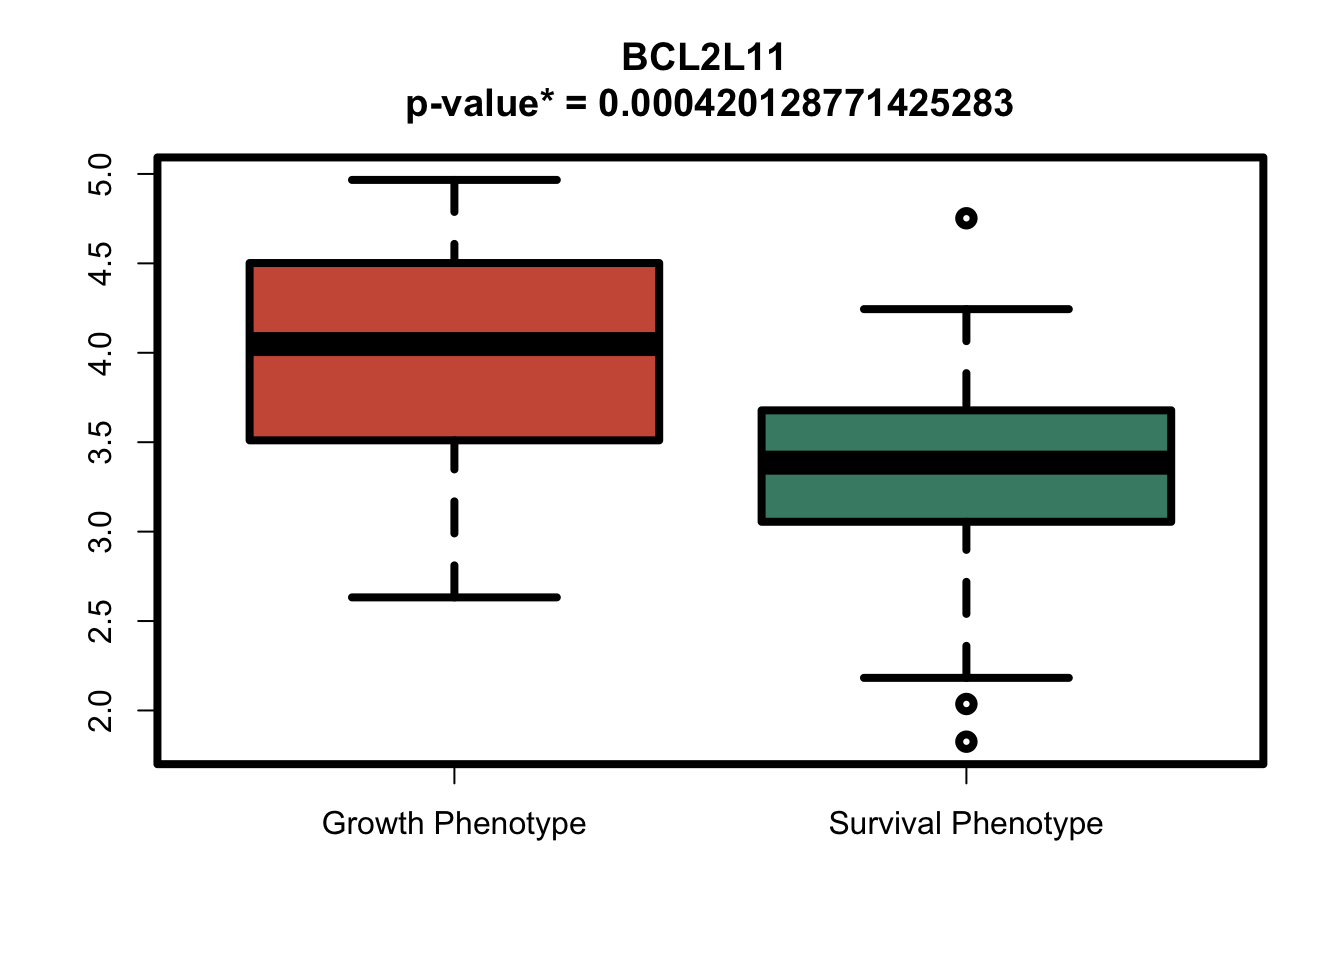 BCL2L11
p-value* = 0.000420128771425283
5.0
4.5
4.0
3.5
3.0
2.5
2.0
Growth Phenotype
Survival Phenotype